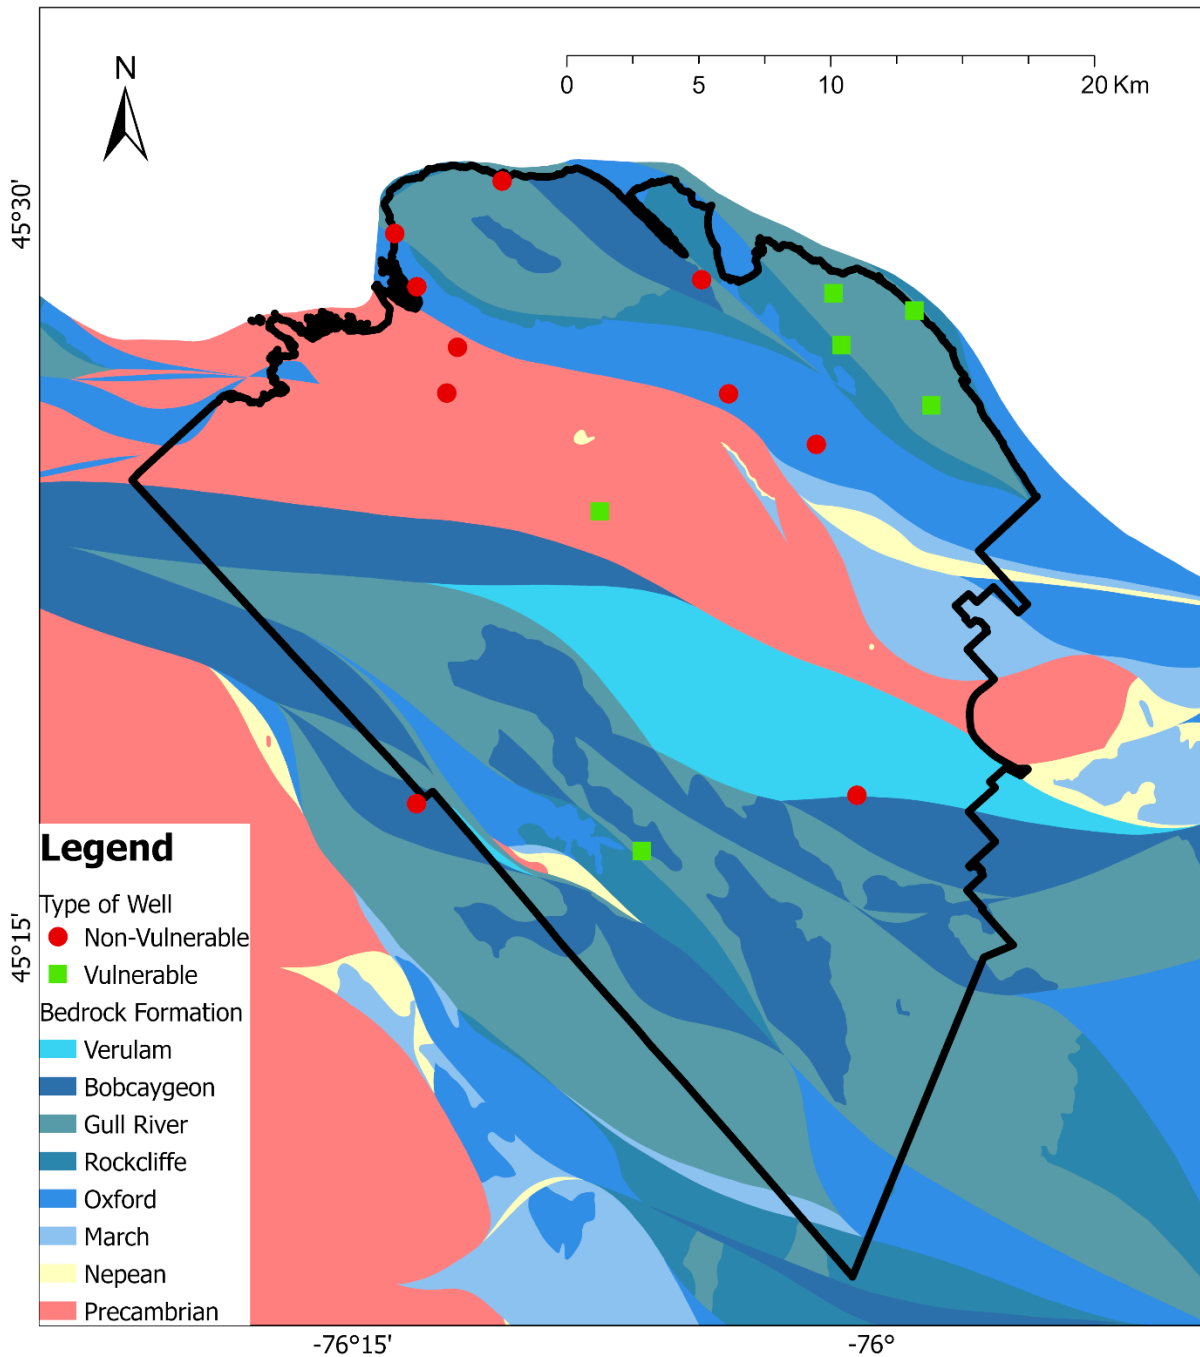 N
0 5 10 20 Km
45°30'
45°15'
Legend
Type of Well
Non-Vulnerable
Vulnerable
Bedrock Formation
Verulam
Bobcaygeon
Gull River
Rockcliffe
Oxford
March
Nepean
Precambrian
-76°15' -76°